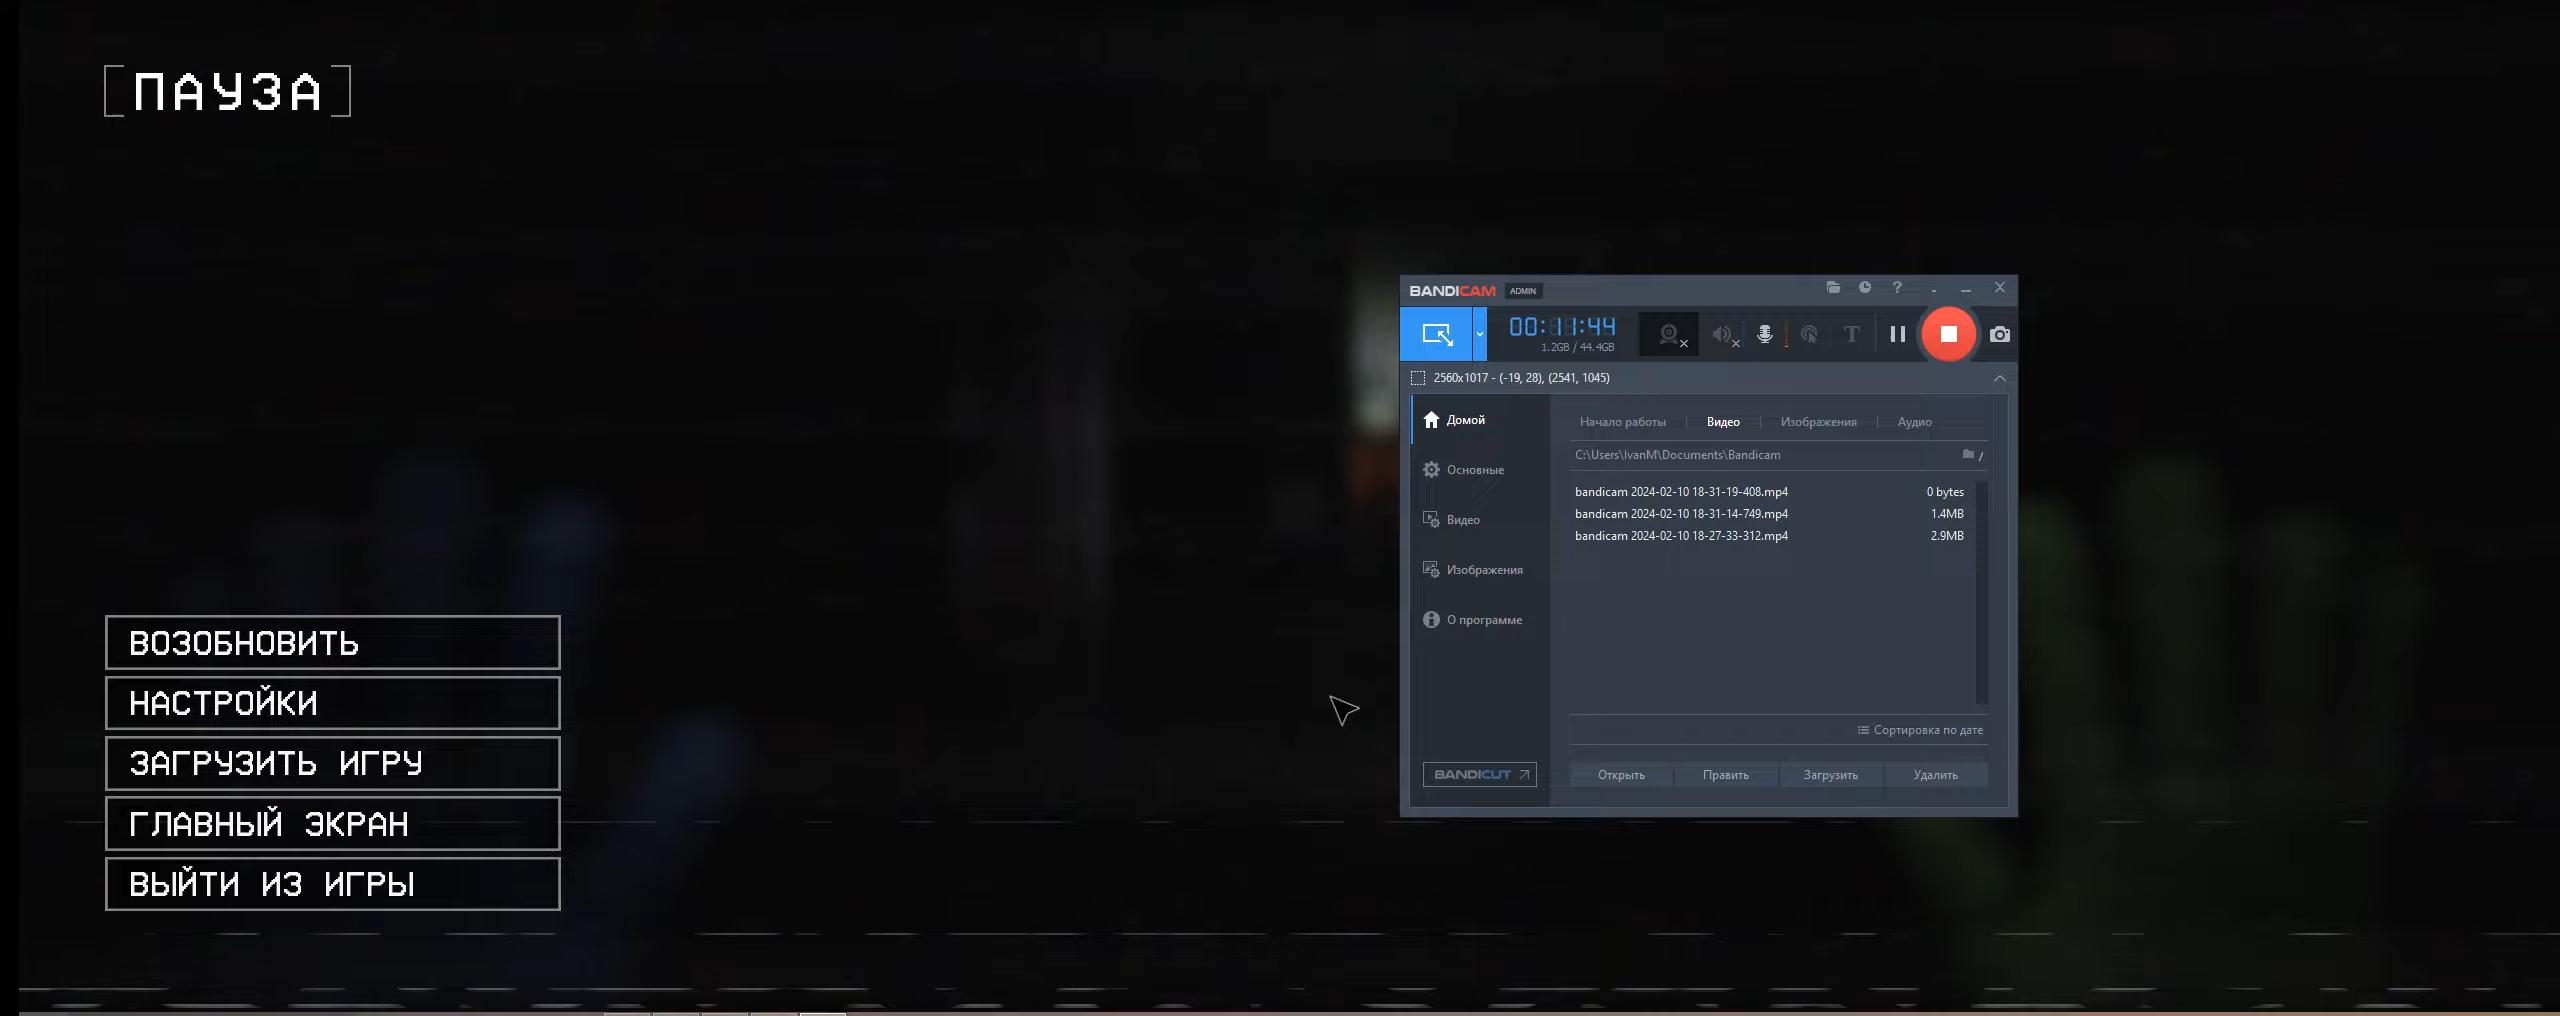 ПАУЗА
ВОЗОБНОВИТЬ
НАСТРОЙКИ
ЗАГРУЗИТЬ ИГРУ
ГЛАВНЫЙ ЭКРАН
ВЫЙТИ ИЗ ИГРЫ
BANDICAM ADMIN
00:11:44
1.2GB / 44.4GB
2560x1017 - (-19, 28), (2541, 1045)
Домой
Основные
Видео
Изображения
О программе
BANDICUT
Начало работы Видео Изображения Аудио
C:\Users\IvanM\Documents\Bandicam
bandicam 2024-02-10 18-31-19-408.mp4 0 bytes
bandicam 2024-02-10 18-31-14-749.mp4 1.4MB
bandicam 2024-02-10 18-27-33-312.mp4 2.9MB
Сортировка по дате
Открыть Править Загрузить Удалить